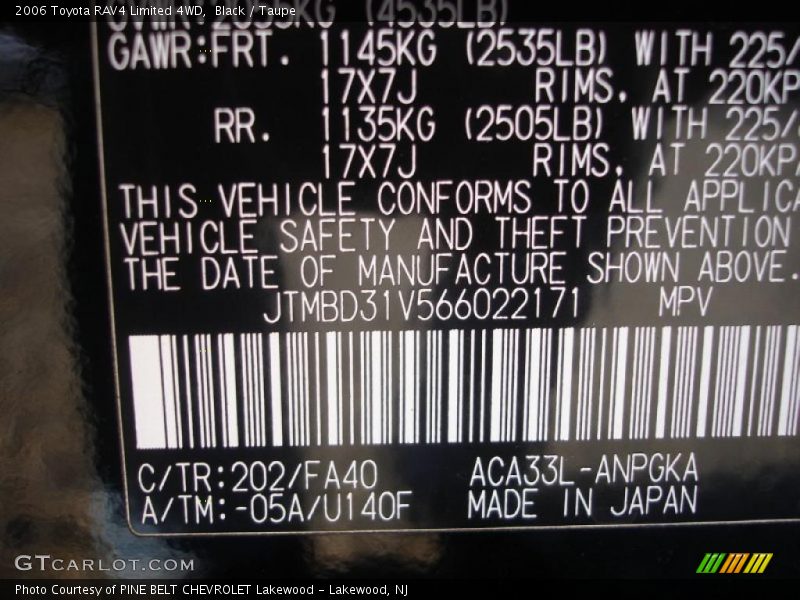 2006 Toyota RAV4 Limited 4WD, Black / Taupe
(4535LB)
GAWR:FRT. 1145KG (2535LB) WITH 225/
17X7J RIMS. AT 220KP
RR. 1135KG (2505LB) WITH 225/
17X7J RIMS. AT 220KP
THIS VEHICLE CONFORMS TO ALL APPLICA
VEHICLE SAFETY AND THEFT PREVENTION
THE DATE OF MANUFACTURE SHOWN ABOVE.
JTMBD31V566022171 MPV
C/TR:202/FA40 ACA33L-ANPGKA
A/TM:-05A/U140F MADE IN JAPAN
GTCARLOT.COM
Photo Courtesy of PINE BELT CHEVROLET Lakewood - Lakewood, NJ